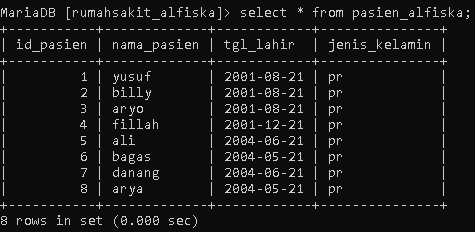 MariaDB [rumahsakit_alfiska]> select * from pasien_alfiska;
+-----------+-------------+------------+---------------+
| id_pasien | nama_pasien | tgl_lahir | jenis_kelamin |
+-----------+-------------+------------+---------------+
| 1 | yusuf | 2001-08-21 | pr |
| 2 | billy | 2001-08-21 | pr |
| 3 | aryo | 2001-08-21 | pr |
| 4 | fillah | 2001-12-21 | pr |
| 5 | ali | 2004-06-21 | pr |
| 6 | bagas | 2004-05-21 | pr |
| 7 | danang | 2004-06-21 | pr |
| 8 | arya | 2004-05-21 | pr |
+-----------+-------------+------------+---------------+
8 rows in set (0.000 sec)